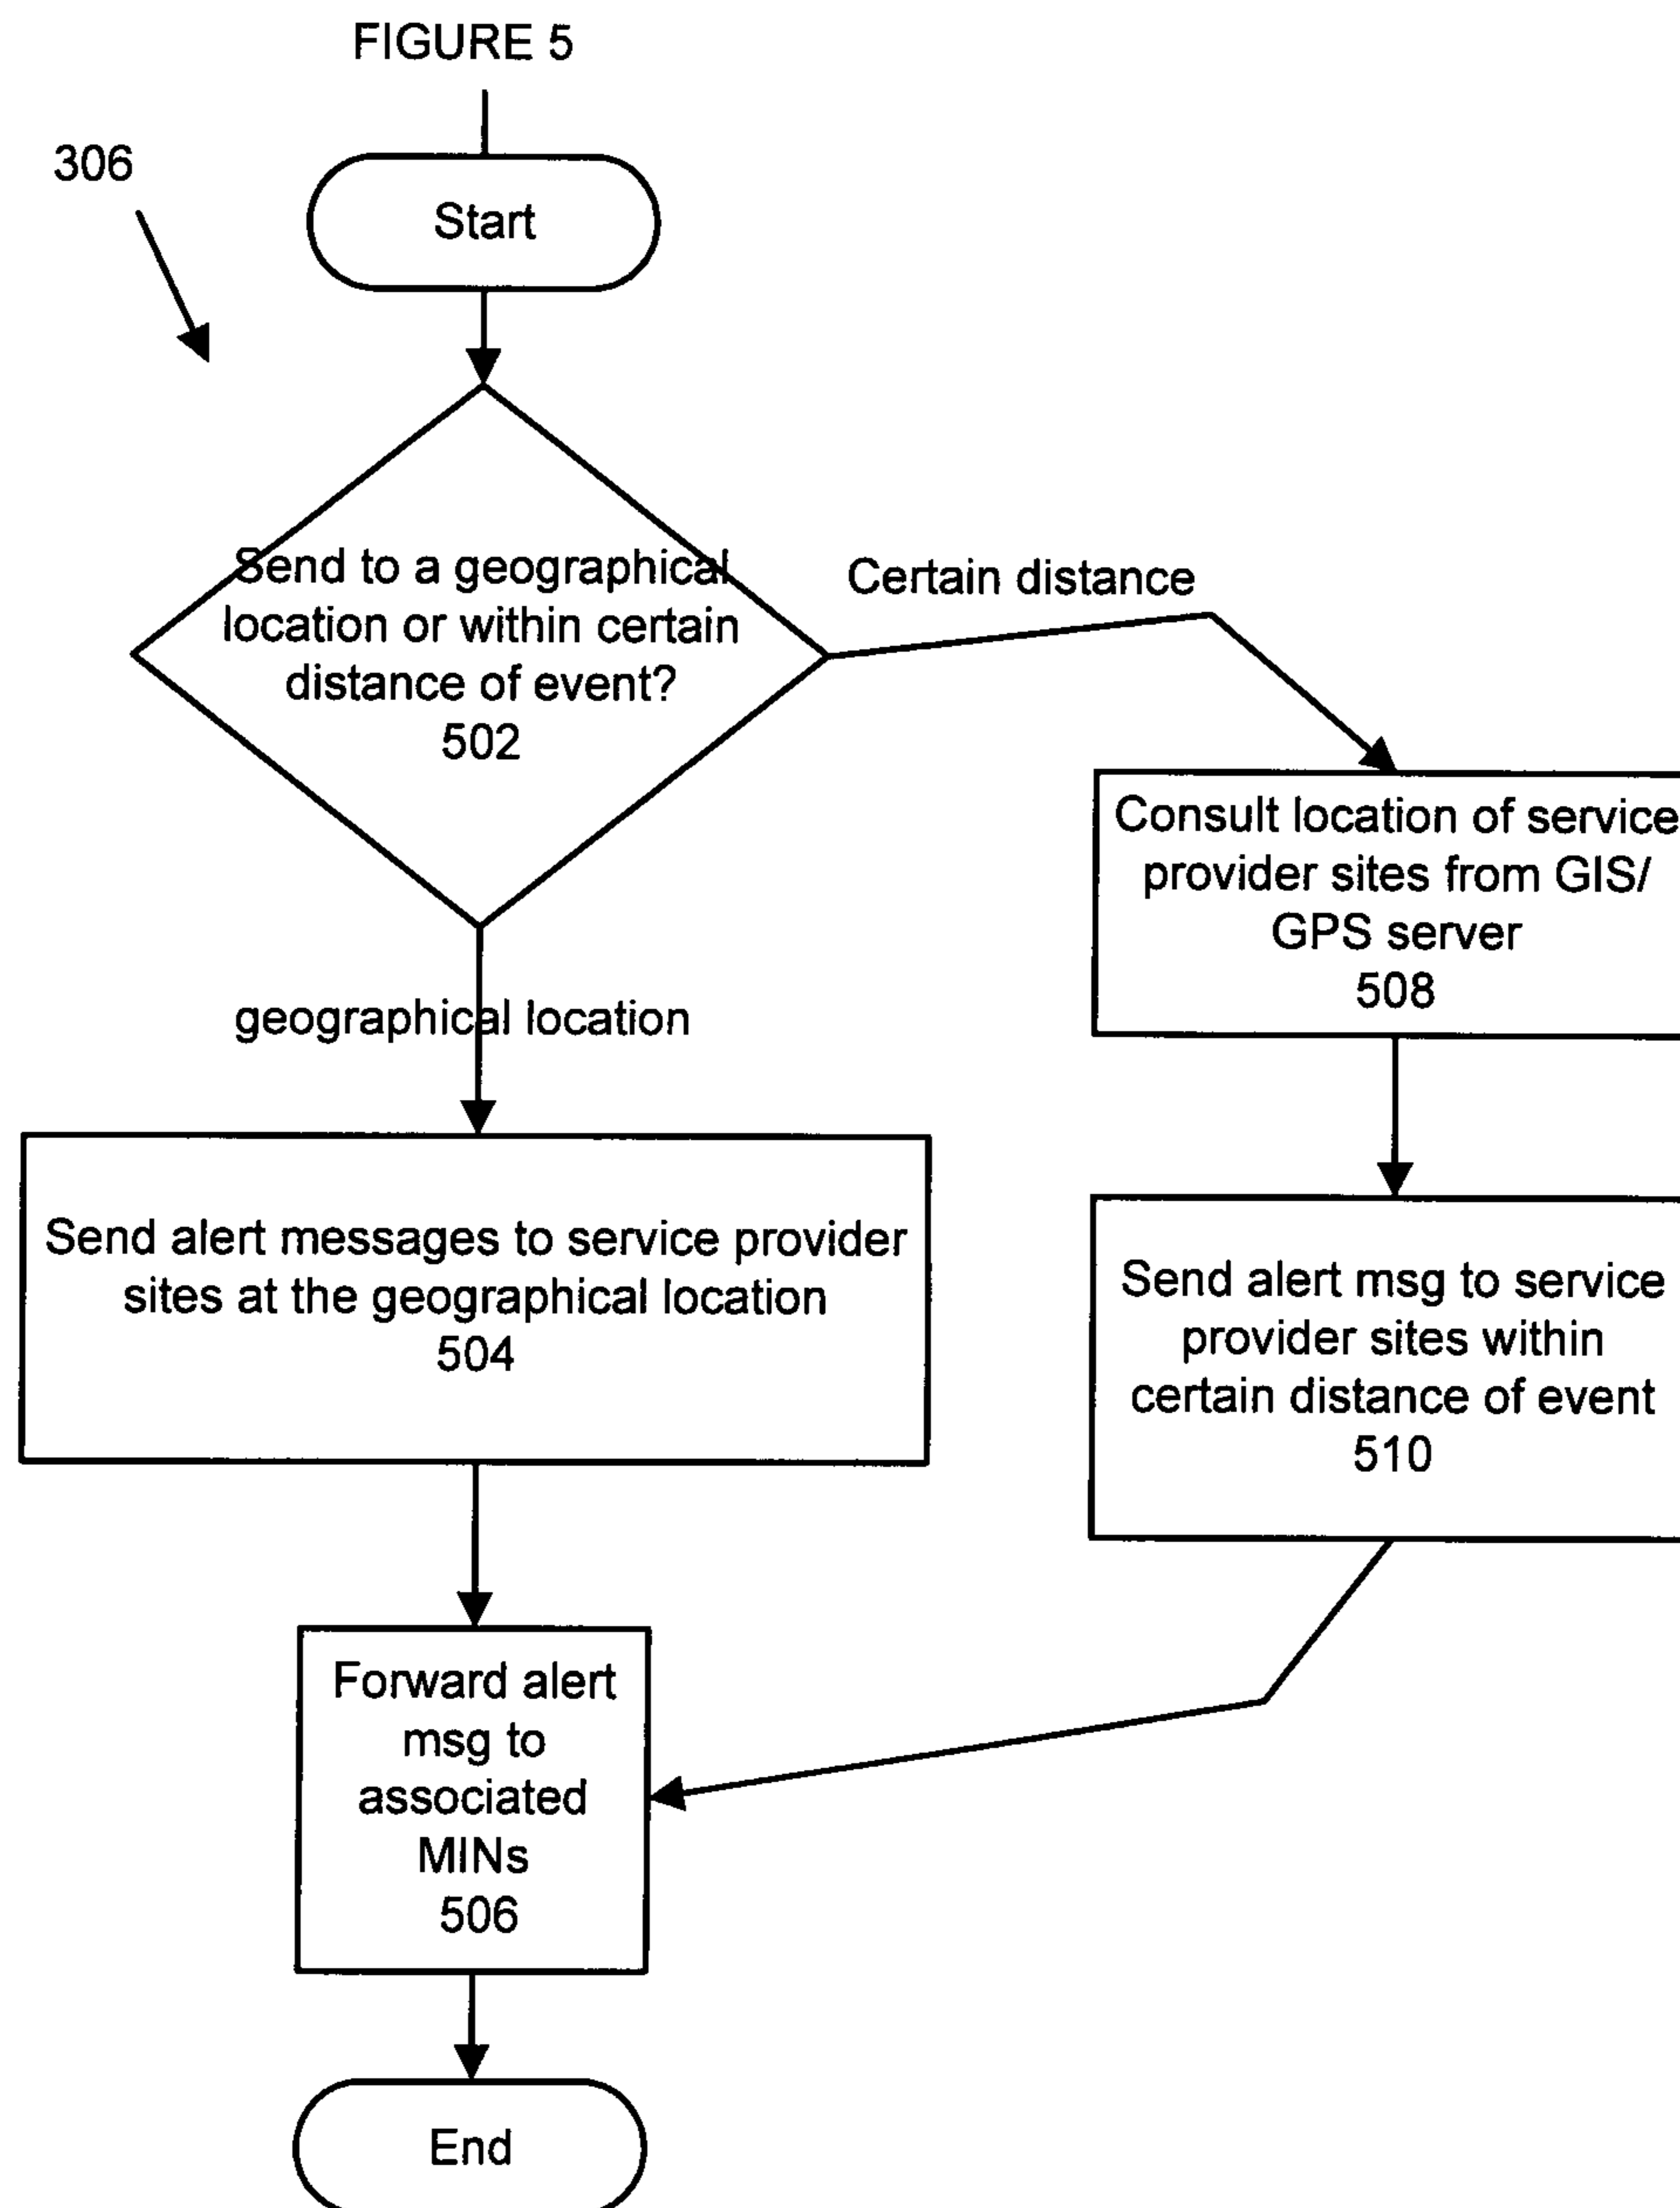 FIGURE 5
306
Start
Send to a geographical
location or within certain
distance of event?
502
Certain distance
Consult location of service
provider sites from GIS/
GPS server
508
geographical location
Send alert messages to service provider
sites at the geographical location
504
Send alert msg to service
provider sites within
certain distance of event
510
Forward alert
msg to
associated
MINs
506
End